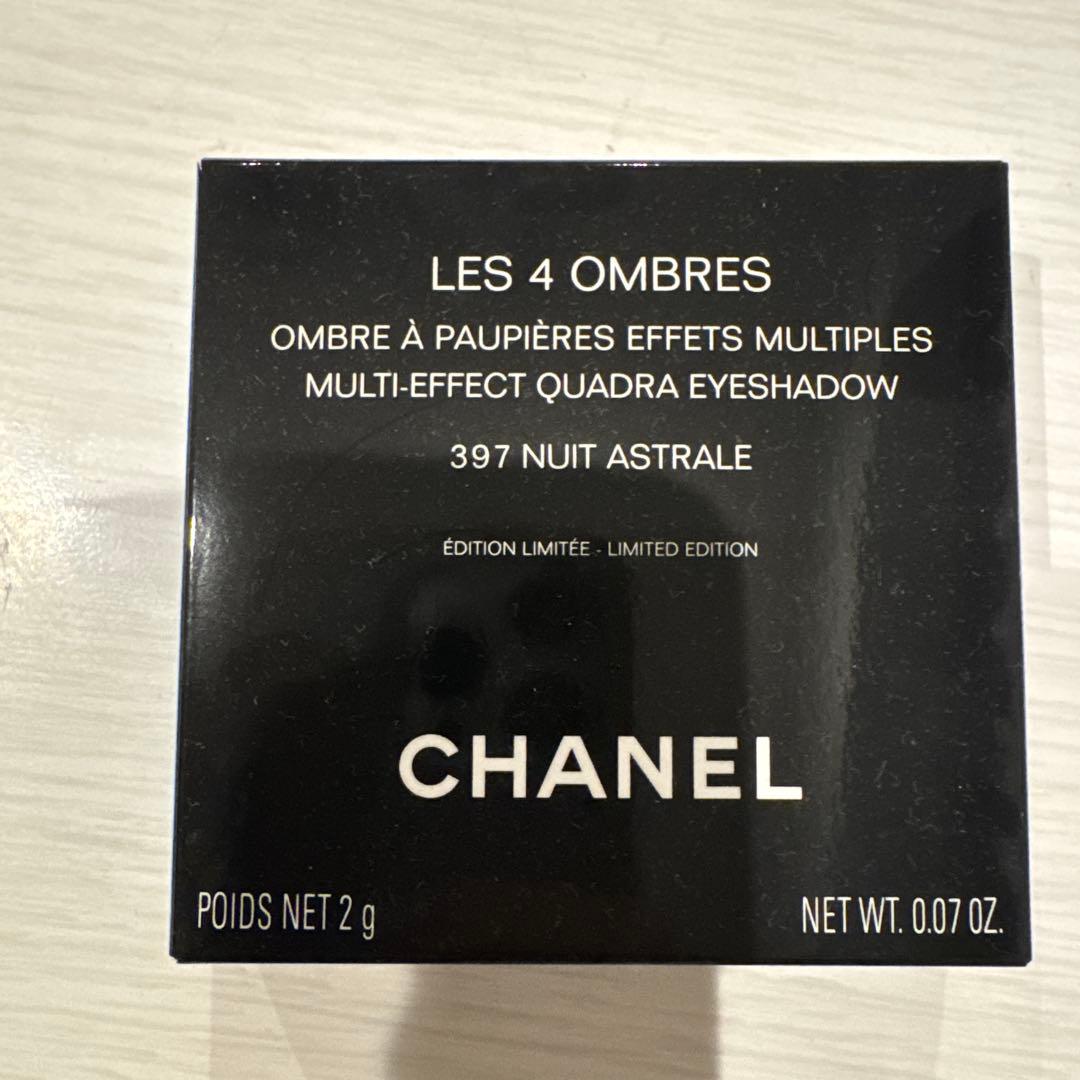 LES 4 OMBRES
OMBRE À PAUPIÈRES EFFETS MULTIPLES
MULTI-EFFECT QUADRA EYESHADOW
397 NUIT ASTRALE
ÉDITION LIMITÉE - LIMITED EDITION
CHANEL
POIDS NET 2 g
NET WT. 0.07 OZ.